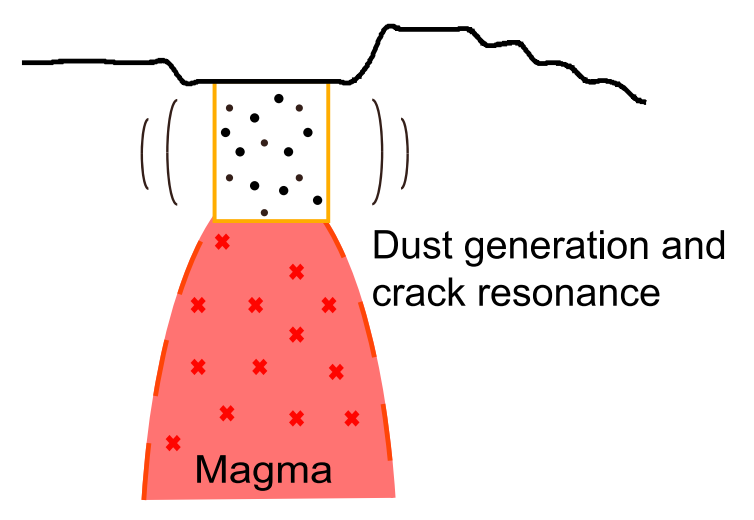 Dust generation and
crack resonance
Magma